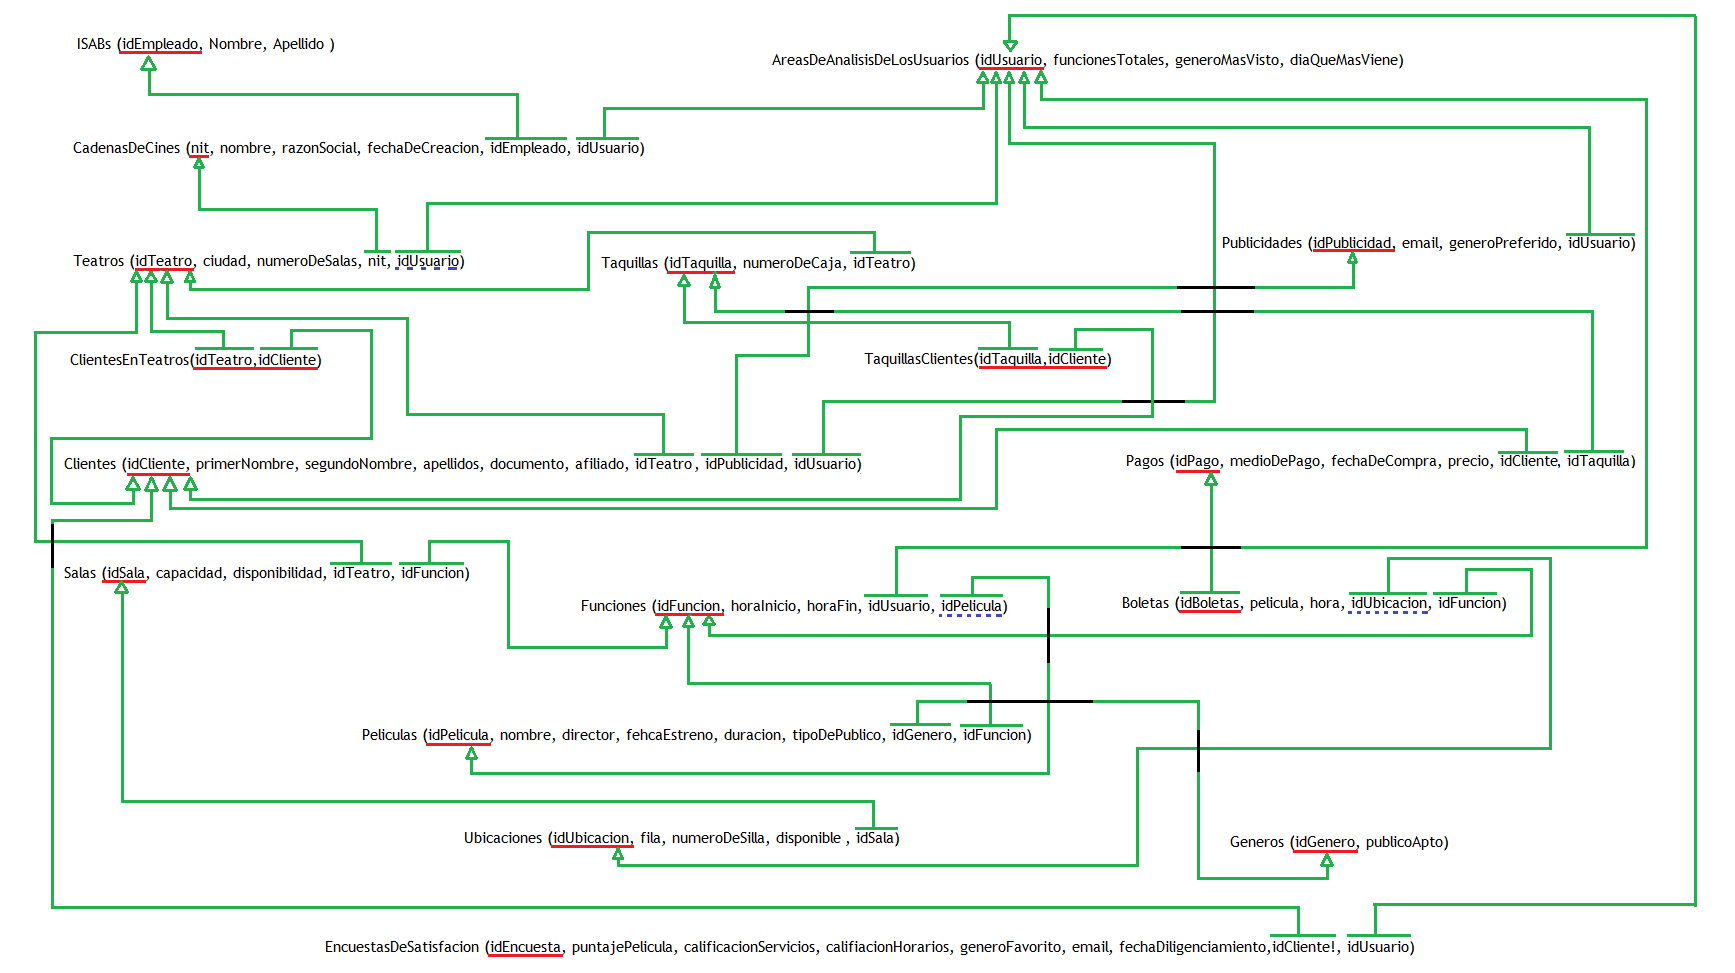 ISABs (idEmpleado, Nombre, Apellido )
AreasDeAnalisisDeLosUsuarios (idUsuario, funcionesTotales, generoMasVisto, diaQueMasViene)
CadenasDeCines (nit, nombre, razonSocial, fechaDeCreacion, idEmpleado, idUsuario)
Publicidades (idPublicidad, email, generoPreferido, idUsuario)
Teatros (idTeatro, ciudad, numeroDeSalas, nit, idUsuario)
Taquillas (idTaquilla, numeroDeCaja, idTeatro)
ClientesEnTeatros(idTeatro,idCliente)
TaquillasClientes(idTaquilla,idCliente)
Clientes (idCliente, primerNombre, segundoNombre, apellidos, documento, afiliado, idTeatro, idPublicidad, idUsuario)
Pagos (idPago, medioDePago, fechaDeCompra, precio, idCliente, idTaquilla)
Salas (idSala, capacidad, disponibilidad, idTeatro, idFuncion)
Funciones (idFuncion, horaInicio, horaFin, idUsuario, idPelicula)
Boletas (idBoletas, pelicula, hora, idUbicacion, idFuncion)
Peliculas (idPelicula, nombre, director, fehcaEstreno, duracion, tipoDePublico, idGenero, idFuncion)
Ubicaciones (idUbicacion, fila, numeroDeSilla, disponible , idSala)
Generos (idGenero, publicoApto)
EncuestasDeSatisfacion (idEncuesta, puntajePelicula, calificacionServicios, califiacionHorarios, generoFavorito, email, fechaDiligenciamiento,idCliente!, idUsuario)